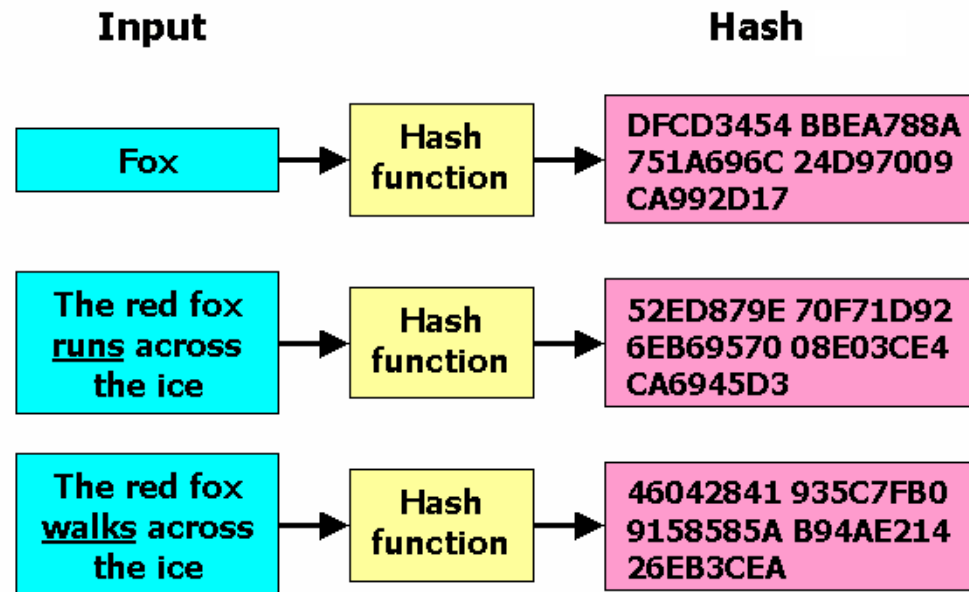 Input Hash
Fox
Hash
function
DFCD3454 BBEA788A
751A696C 24D97009
CA992D17
The red fox
runs across
the ice
Hash
function
52ED879E 70F71D92
6EB69570 08E03CE4
CA6945D3
The red fox
walks across
the ice
Hash
function
46042841 935C7FB0
9158585A B94AE214
26EB3CEA